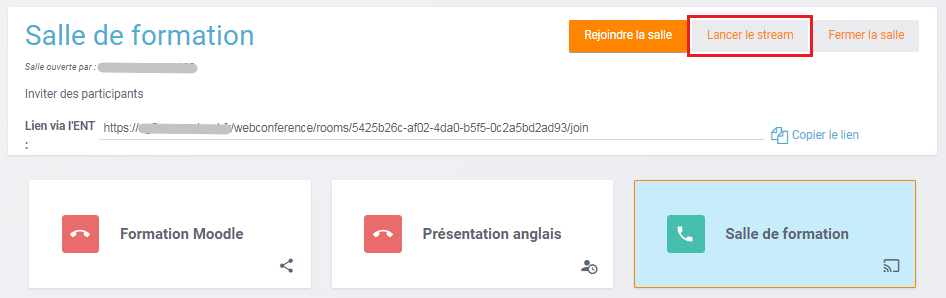 Salle de formation
Rejoindre la salle
Lancer le stream
Fermer la salle
Salle ouverte par :
Inviter des participants
Lien via l'ENT : https:// /webconference/rooms/5425b26c-af02-4da0-b5f5-0c2a5bd2ad93/join
Copier le lien
Formation Moodle
Présentation anglais
Salle de formation